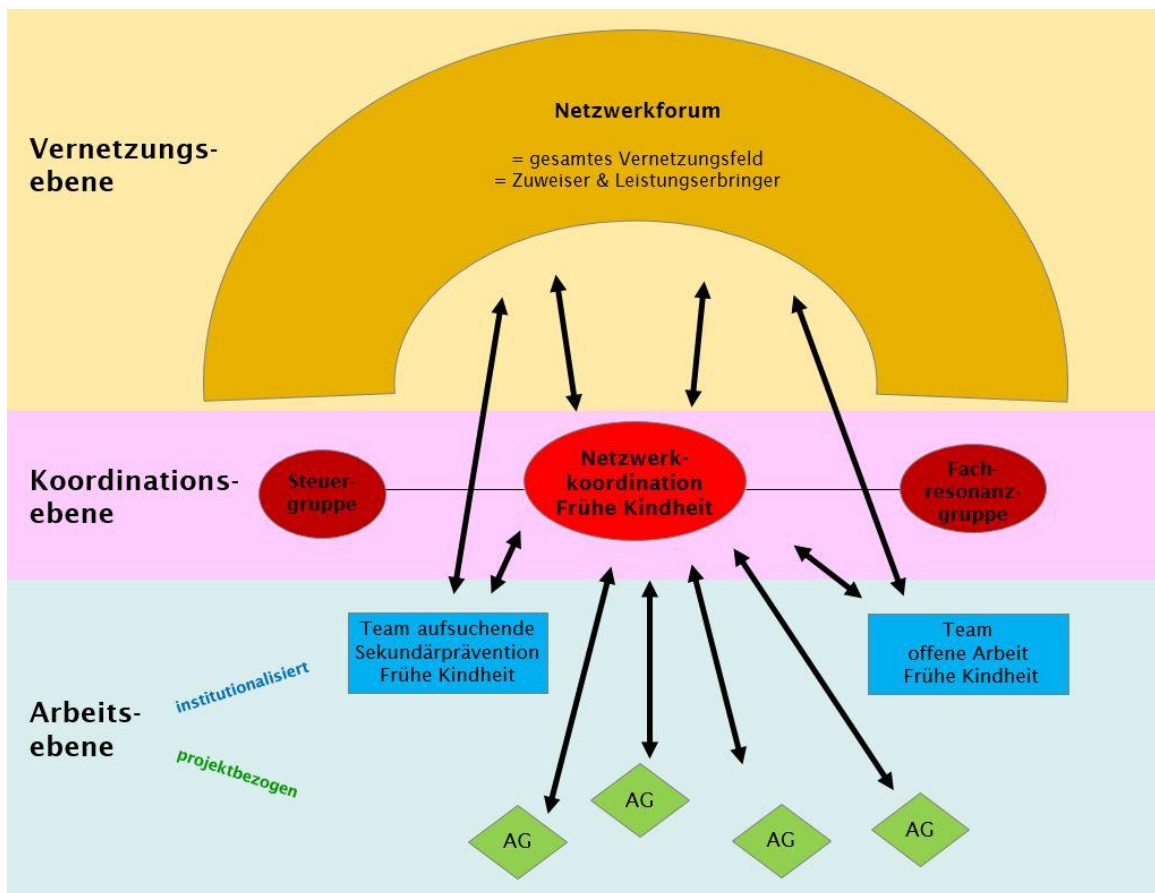 Netzwerkforum
= gesamtes Vernetzungsfeld
= Zuweiser & Leistungserbringer
Vernetzungs-
ebene
Koordinations-
ebene
Steuer-
gruppe
Netzwerk-
koordination
Frühe Kindheit
Fach-
resonanz-
gruppe
Arbeits-
ebene
institutionalisiert
projektbezogen
Team aufsuchende
Sekundärprävention
Frühe Kindheit
Team
offene Arbeit
Frühe Kindheit
AG
AG
AG
AG